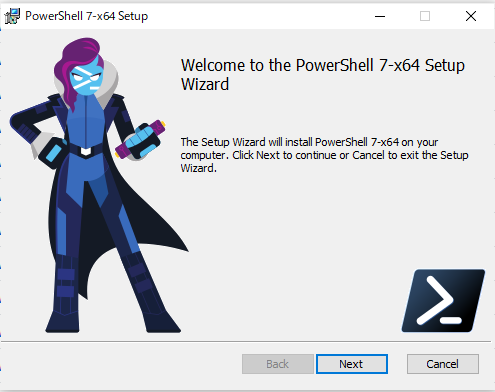 PowerShell 7-x64 Setup
Welcome to the PowerShell 7-x64 Setup
Wizard
The Setup Wizard will install PowerShell 7-x64 on your
computer. Click Next to continue or Cancel to exit the Setup
Wizard.
Back
Next
Cancel